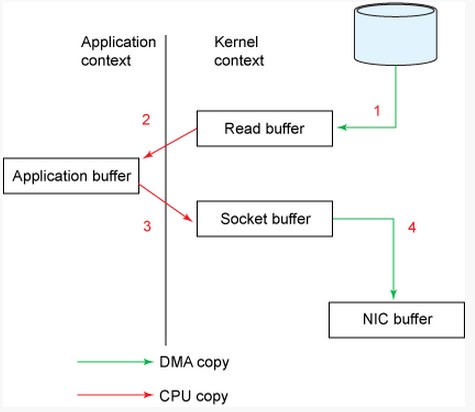 Application
context
Kernel
context
1
2
Read buffer
Application buffer
3
Socket buffer
4
NIC buffer
DMA copy
CPU copy